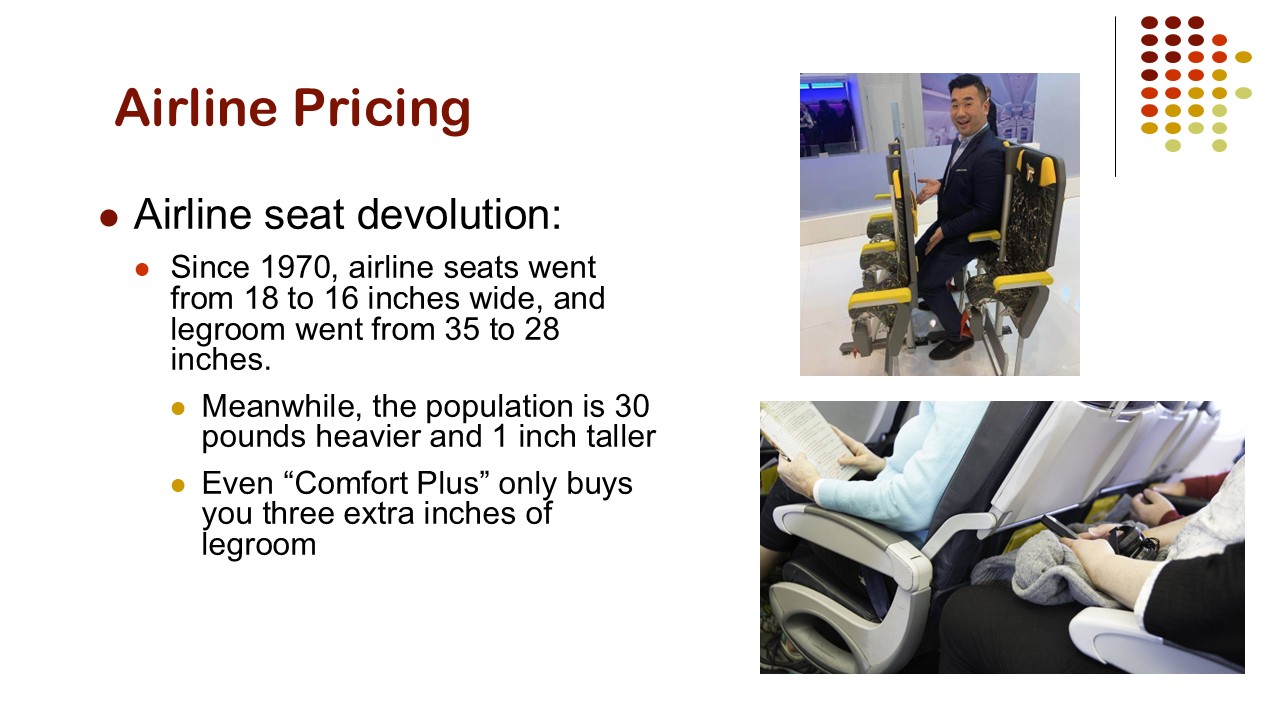 Airline Pricing
Airline seat devolution:
Since 1970, airline seats went
from 18 to 16 inches wide, and
legroom went from 35 to 28
inches.
Meanwhile, the population is 30
pounds heavier and 1 inch taller
Even “Comfort Plus” only buys
you three extra inches of
legroom